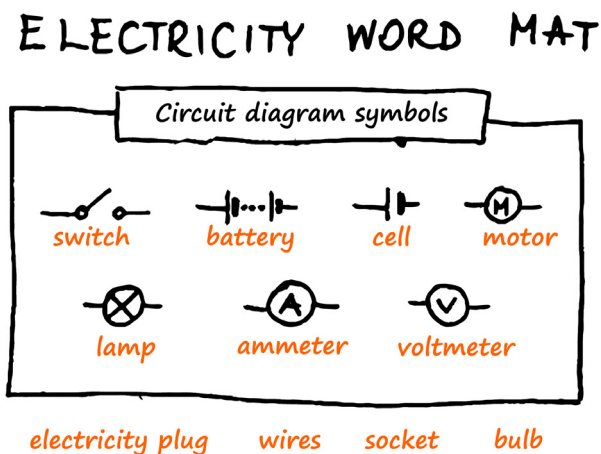 ELECTRICITY WORD MAT
Circuit diagram symbols
M
switch battery cell motor
A V
lamp ammeter voltmeter
electricity plug wires socket bulb